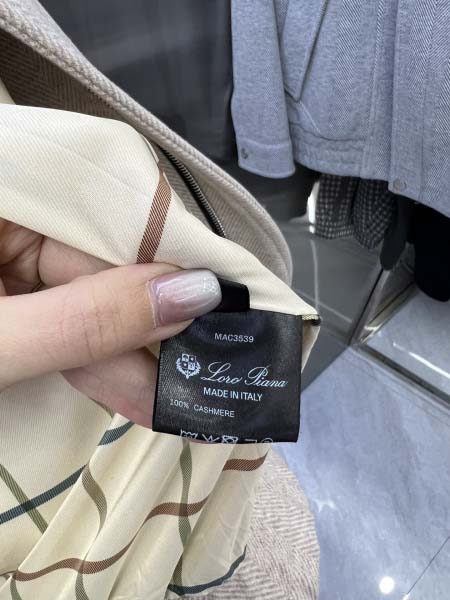 MAC3539
Loro Piana
MADE IN ITALY
100% CASHMERE